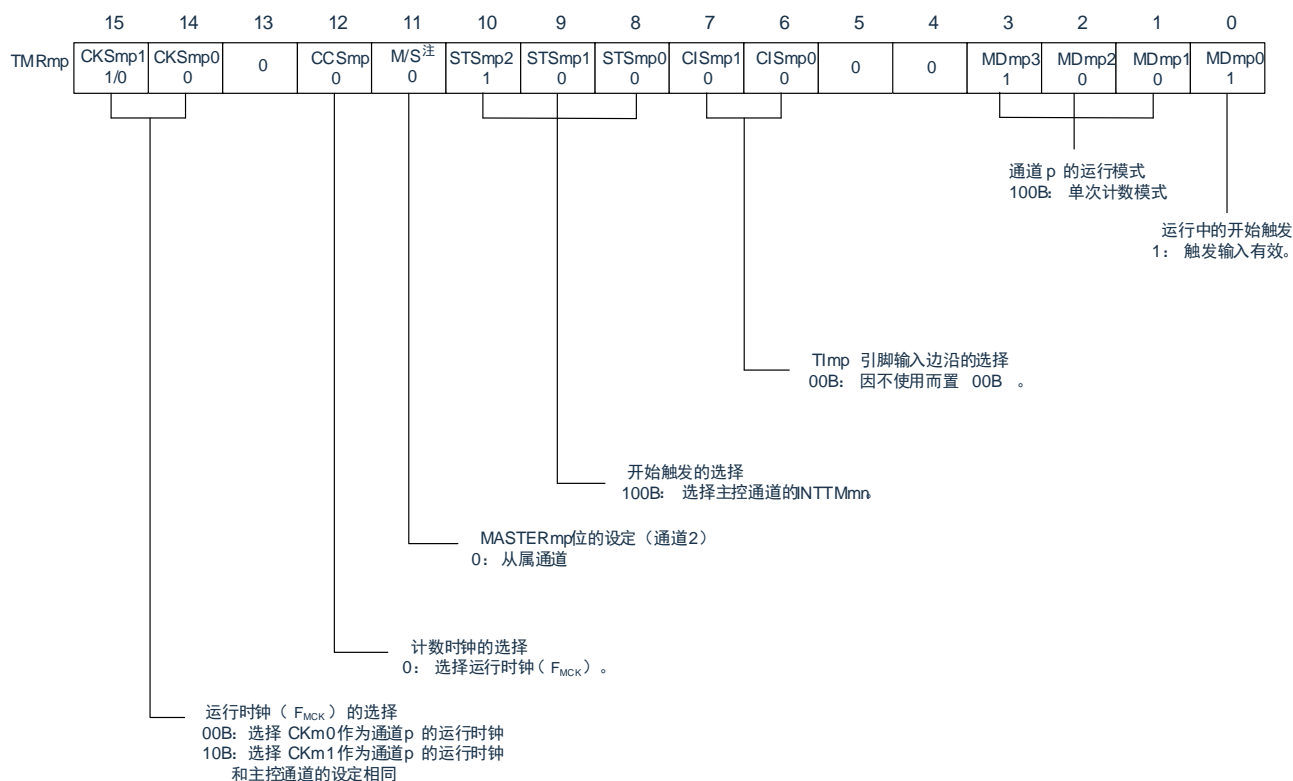 15 14 13 12 11 10 9 8 7 6 5 4 3 2 1 0
TMRmp CKSmp1 CKSmp0 0 CCSmp M/S注 STSmp2 STSmp1 STSmp0 CISmp1 CISmp0 0 0 MDmp3 MDmp2 MDmp1 MDmp0
1/0 0 0 0 1 0 0 0 0 1 0 0 1
通道p 的运行模式
100B: 单次计数模式
运行中的开始触发
1: 触发输入有效。
TImp 引脚输入边沿的选择
00B: 因不使用而置 00B 。
开始触发的选择
100B: 选择主控通道的INTTMmn。
MASTERmp位的设定(通道2)
0: 从属通道
计数时钟的选择
0: 选择运行时钟(FMCK)。
运行时钟(FMCK)的选择
00B: 选择 CKm0作为通道p 的运行时钟
10B: 选择 CKm1作为通道p 的运行时钟
和主控通道的设定相同